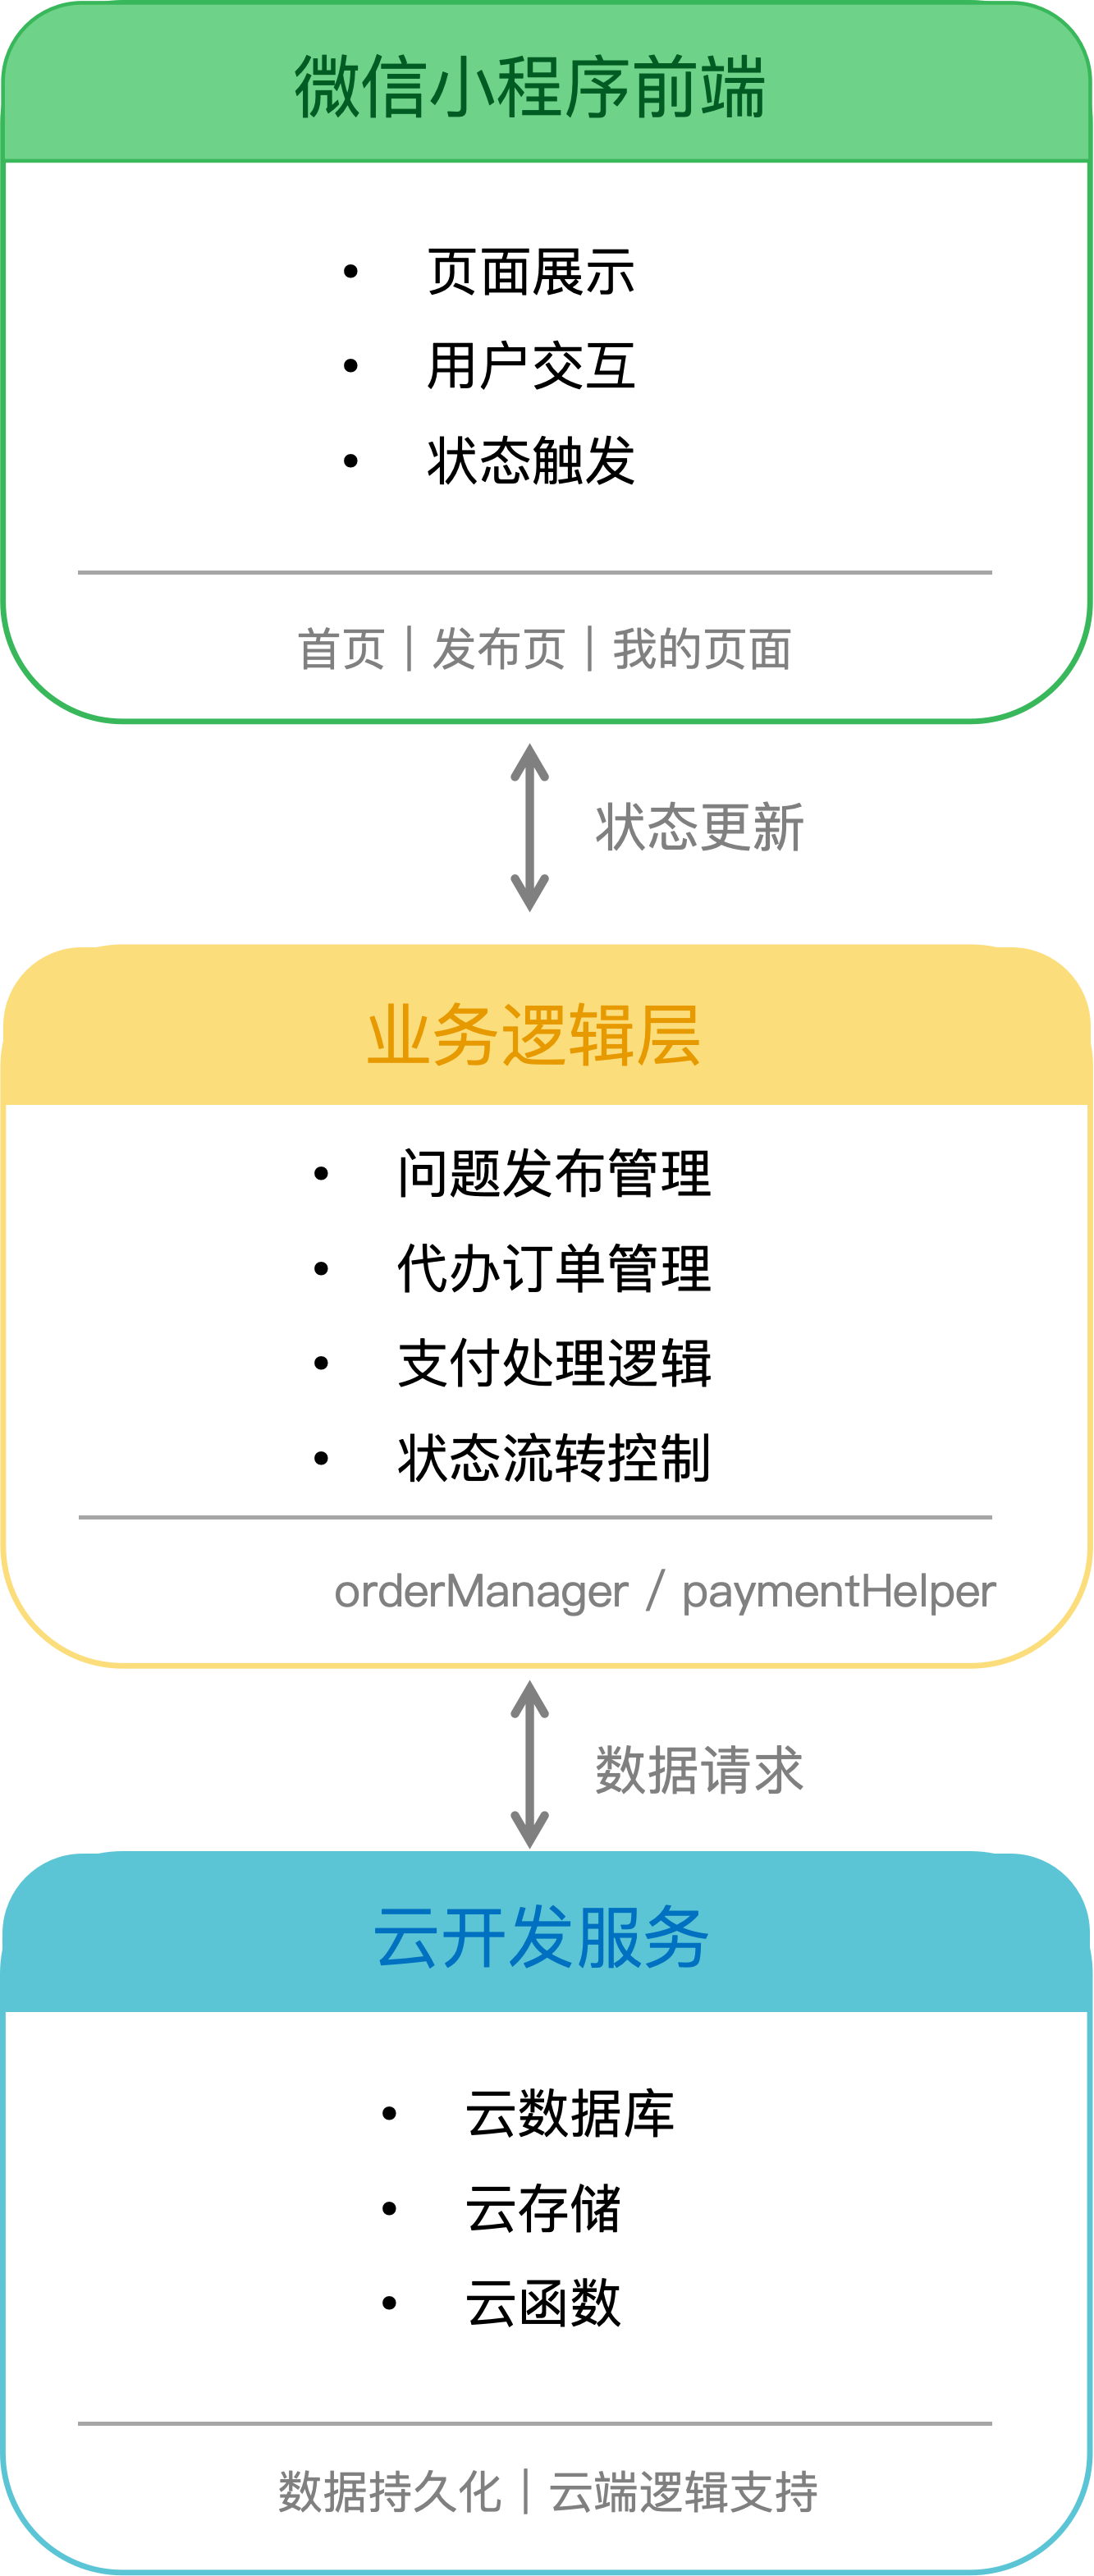 微信小程序前端
• 页面展示
• 用户交互
• 状态触发
首页 | 发布页 | 我的页面
状态更新
业务逻辑层
• 问题发布管理
• 代办订单管理
• 支付处理逻辑
• 状态流转控制
orderManager / paymentHelper
数据请求
云开发服务
• 云数据库
• 云存储
• 云函数
数据持久化 | 云端逻辑支持